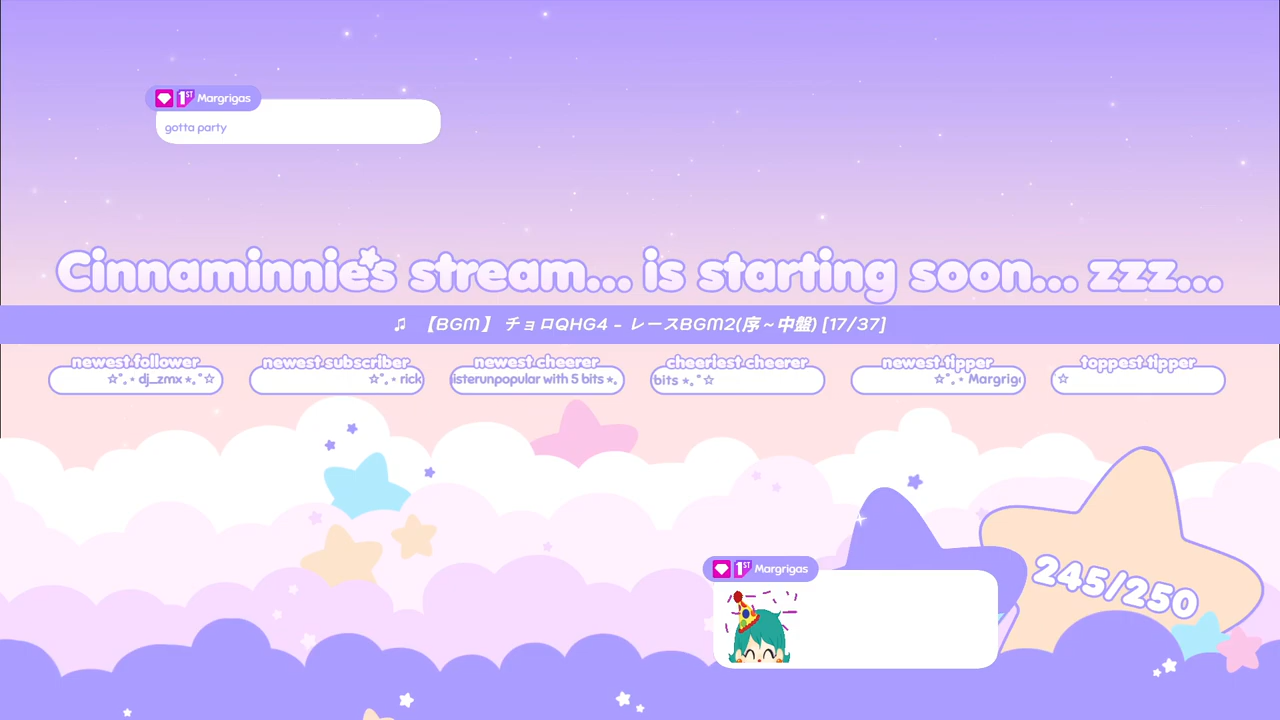 1ST Margrigas
gotta party
Cinnaminnies stream... is starting soon... zzz...
♫ 【BGM】 チョロQHG4 - レースBGM2(序～中盤) [17/37]
newest follower
☆*｡⋆ dj_zmx ⋆｡*☆
newest subscriber
☆*｡⋆ rick
newest cheerer
isterunpopular with 5 bits ⋆｡
cheeriest cheerer
bits ⋆｡*☆
newest tipper
☆*｡⋆ Margrig
toppest tipper
☆
245/250
1ST Margrigas